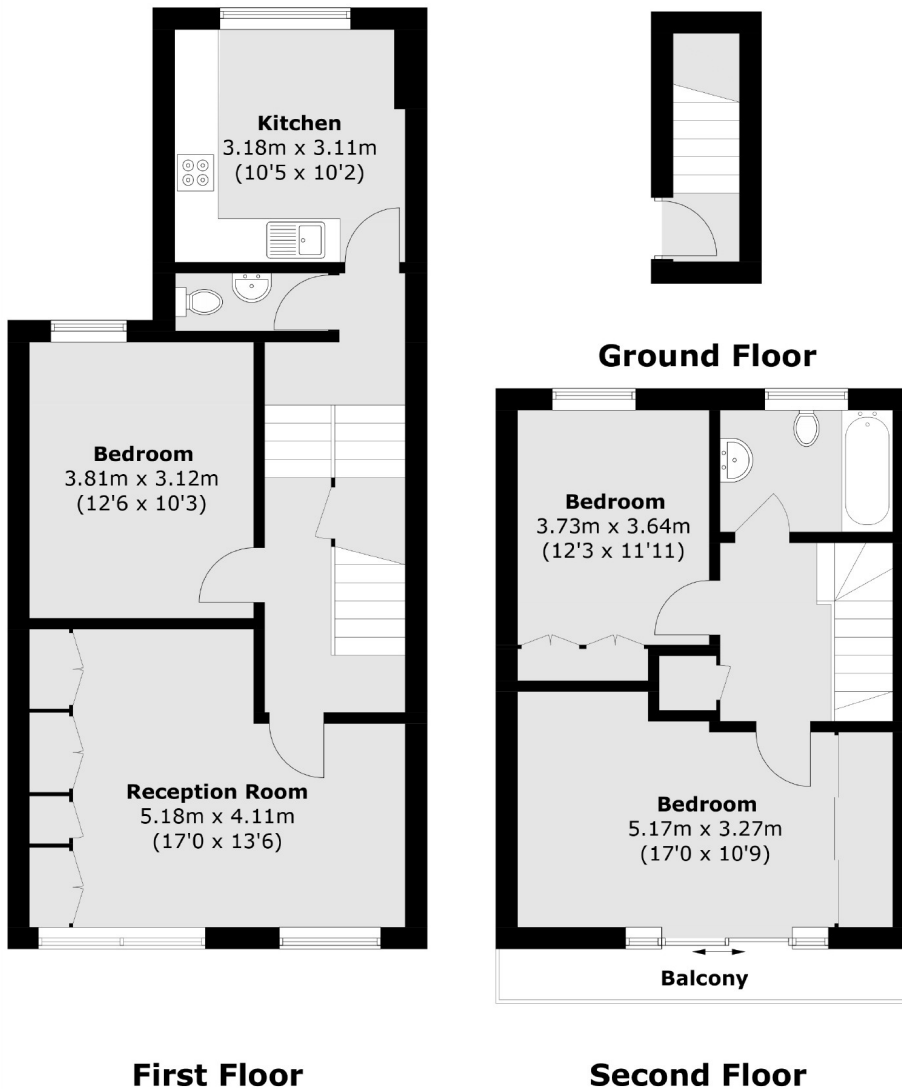 Kitchen
3.18m x 3.11m
(10'5 x 10'2)
Ground Floor
Bedroom
3.81m x 3.12m
(12'6 x 10'3)
Bedroom
3.73m x 3.64m
(12'3 x 11'11)
Reception Room
5.18m x 4.11m
(17'0 x 13'6)
Bedroom
5.17m x 3.27m
(17'0 x 10'9)
Balcony
First Floor
Second Floor